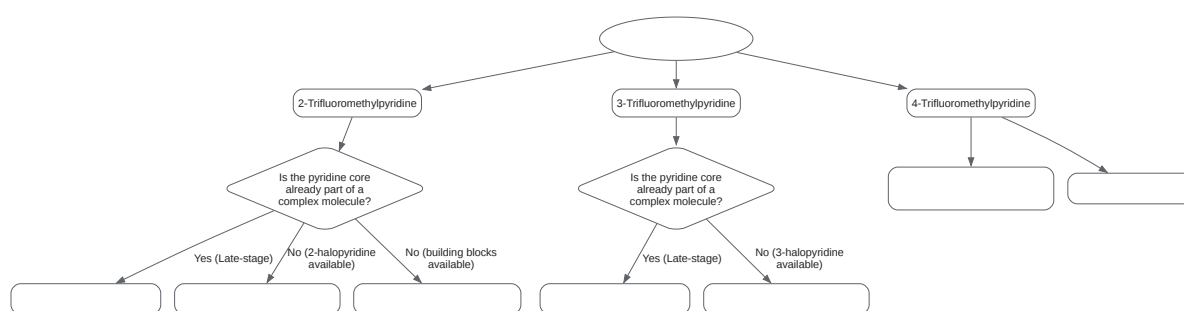 2-Trifluoromethylpyridine
3-Trifluoromethylpyridine
4-Trifluoromethylpyridine
Is the pyridine core
already part of a
complex molecule?
Is the pyridine core
already part of a
complex molecule?
Yes (Late-stage)
No (2-halopyridine
available)
No (building blocks
available)
Yes (Late-stage)
No (3-halopyridine
available)